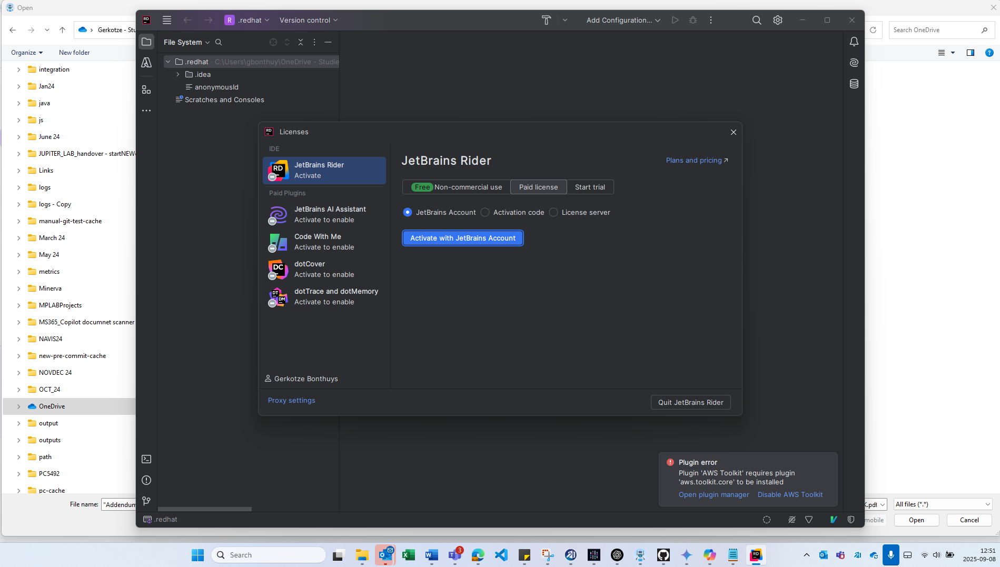 Open
Gerkotze - Stu
Search OneDrive
Organize
New folder
integration
Jan24
java
js
June 24
JUPITER_LAB_handover - startNEW
Links
logs
logs - Copy
manual-git-test-cache
March 24
May 24
metrics
Minerva
MPLABProjects
MS365_Copilot documnet scanner
NAVIS24
new-pre-commit-cache
NOVDEC 24
OCT_24
OneDrive
output
outputs
path
PC5492
pc-cache
File name:
"Addendum
K.pdf
All files (*.*)
mobile
Open
Cancel
RD
R
.redhat
Version control
Add Configuration...
File System
.redhat · C:\Users\gbonthuy\OneDrive - Studie
.idea
anonymousId
Scratches and Consoles
RD
Licenses
IDE
RD
JetBrains Rider
Activate
Paid Plugins
JetBrains AI Assistant
Activate to enable
Code With Me
Activate to enable
DC
dotCover
Activate to enable
DT
DM
dotTrace and dotMemory
Activate to enable
Gerkotze Bonthuys
Proxy settings
JetBrains Rider
Plans and pricing
Free Non-commercial use
Paid license
Start trial
JetBrains Account
Activation code
License server
Activate with JetBrains Account
Quit JetBrains Rider
Plugin error
Plugin 'AWS Toolkit' requires plugin
'aws.toolkit.core' to be installed
Open plugin manager
Disable AWS Toolkit
.redhat
Search
3
RD
12:51
2025-09-08